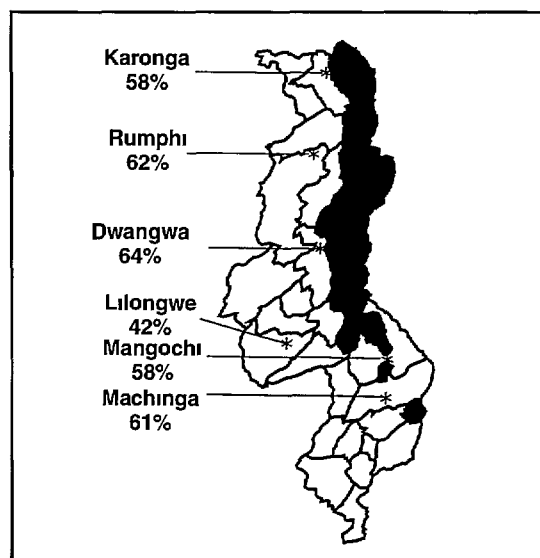 Karonga
58%
Rumphi
62%
Dwangwa
64%
Lilongwe
42%
Mangochi
58%
Machinga
61%